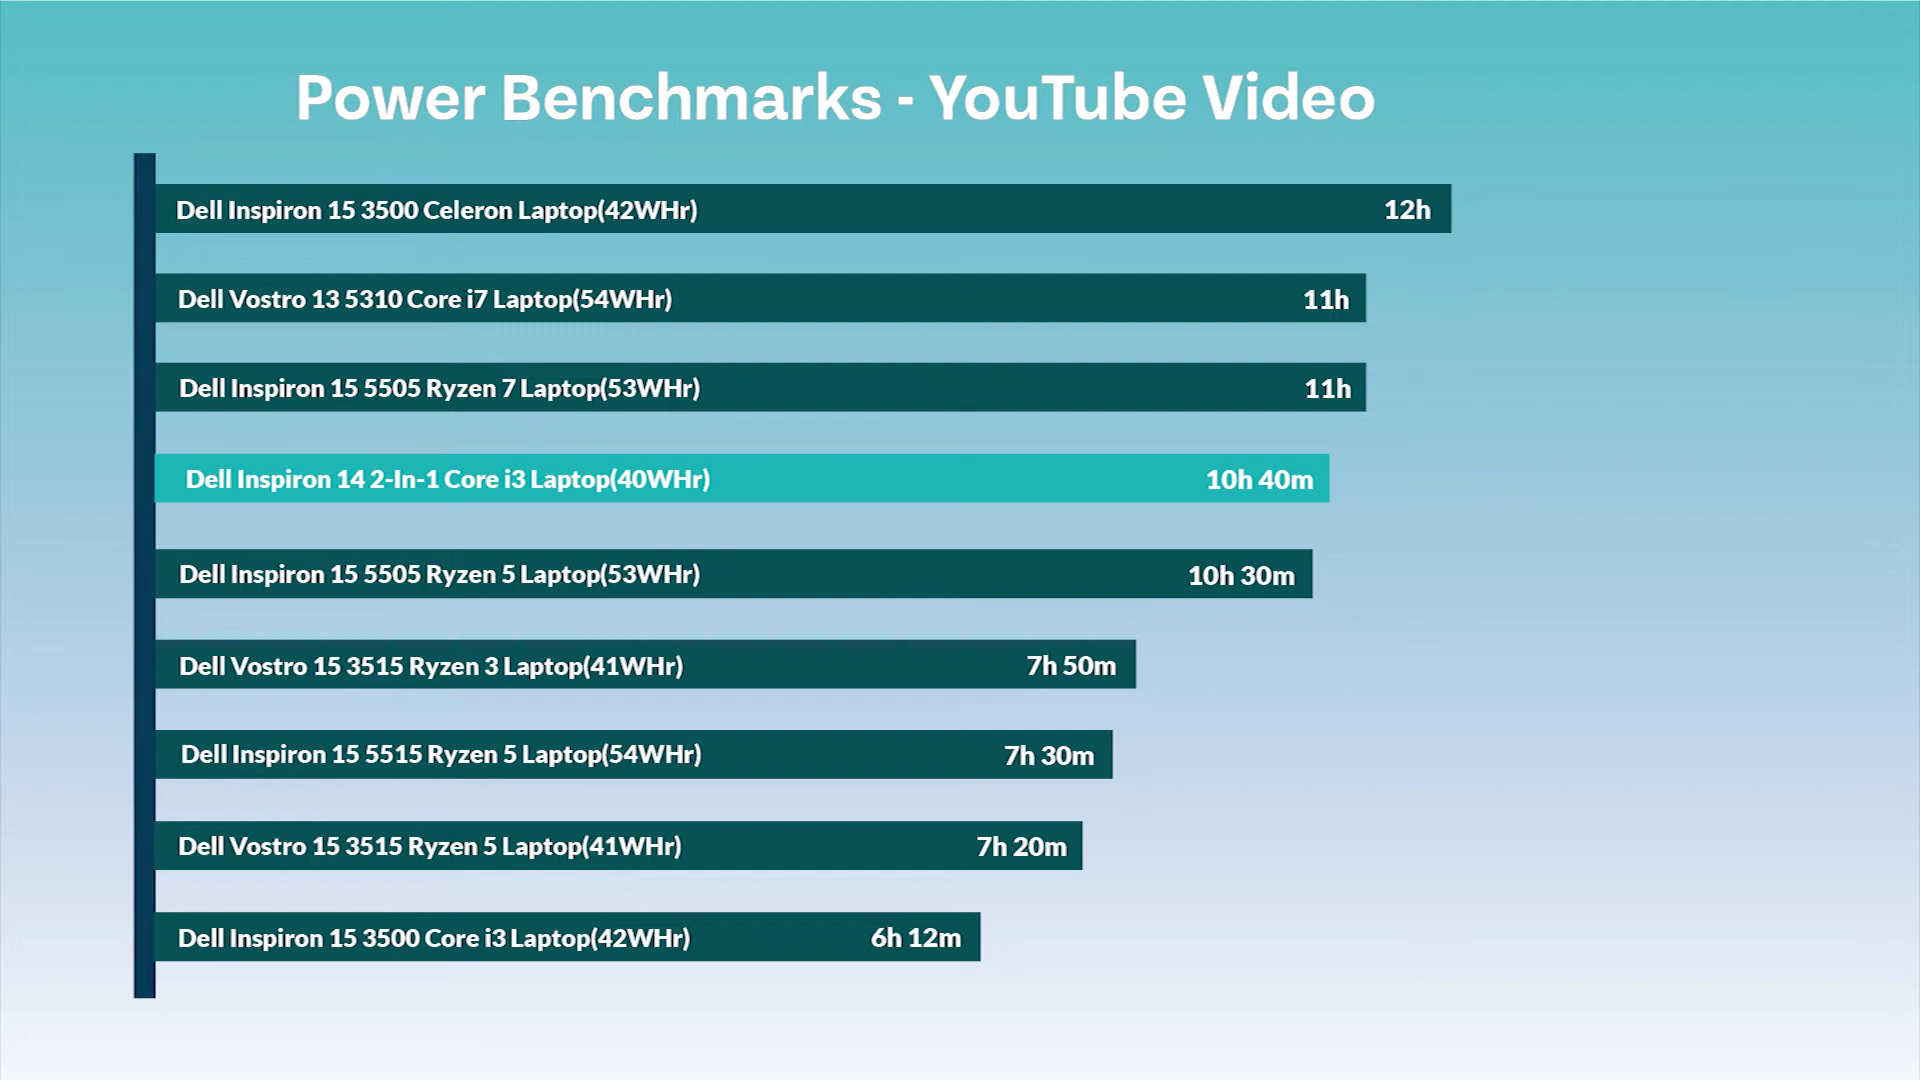 Power Benchmarks - YouTube Video
Dell Inspiron 15 3500 Celeron Laptop(42WHr) 12h
Dell Vostro 13 5310 Core i7 Laptop(54WHr) 11h
Dell Inspiron 15 5505 Ryzen 7 Laptop(53WHr) 11h
Dell Inspiron 14 2-In-1 Core i3 Laptop(40WHr) 10h 40m
Dell Inspiron 15 5505 Ryzen 5 Laptop(53WHr) 10h 30m
Dell Vostro 15 3515 Ryzen 3 Laptop(41WHr) 7h 50m
Dell Inspiron 15 5515 Ryzen 5 Laptop(54WHr) 7h 30m
Dell Vostro 15 3515 Ryzen 5 Laptop(41WHr) 7h 20m
Dell Inspiron 15 3500 Core i3 Laptop(42WHr) 6h 12m